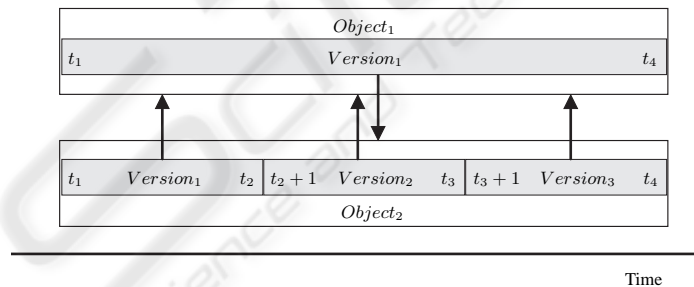 Object₁
t₁ Version₁ t₄
t₁ Version₁ t₂ t₂ + 1 Version₂ t₃ t₃ + 1 Version₃ t₄
Object₂
Time